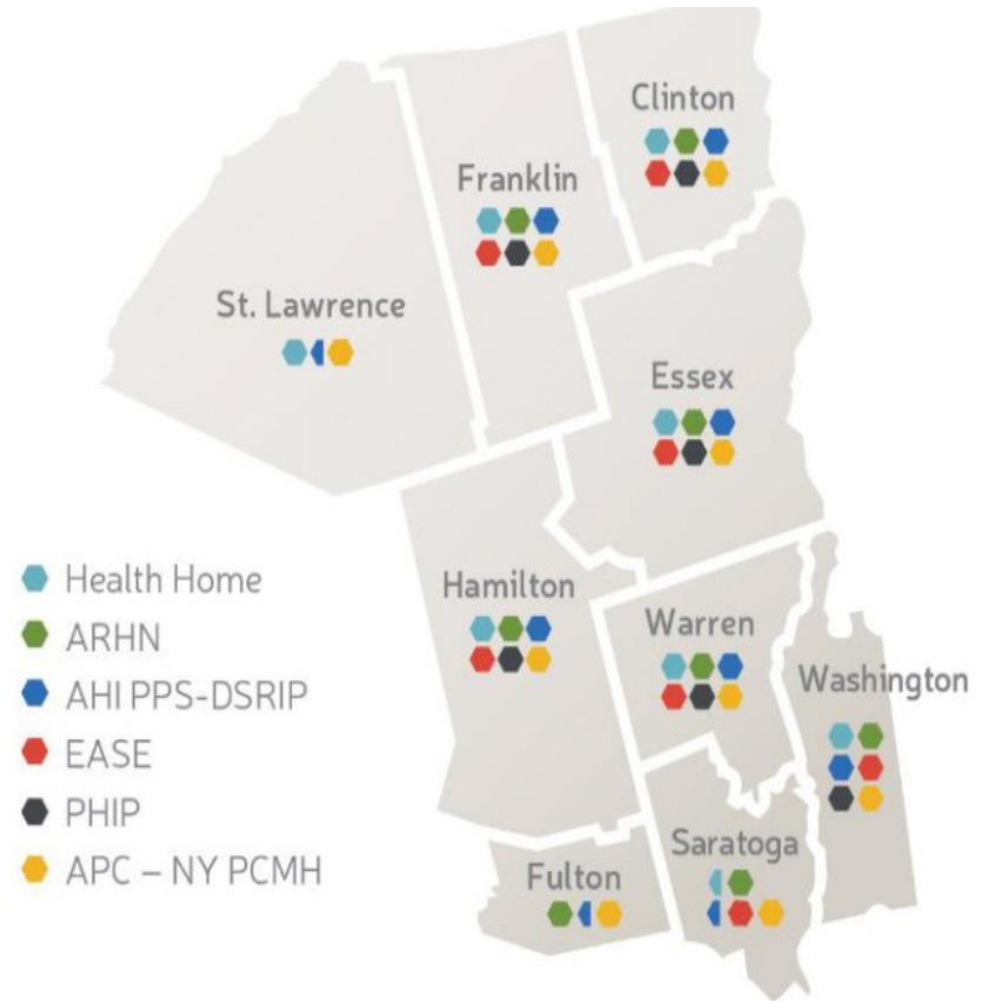 Clinton
Franklin
St. Lawrence
Essex
Health Home
ARHN
AHI PPS-DSRIP
EASE
PHIP
APC – NY PCMH
Hamilton
Warren
Washington
Saratoga
Fulton